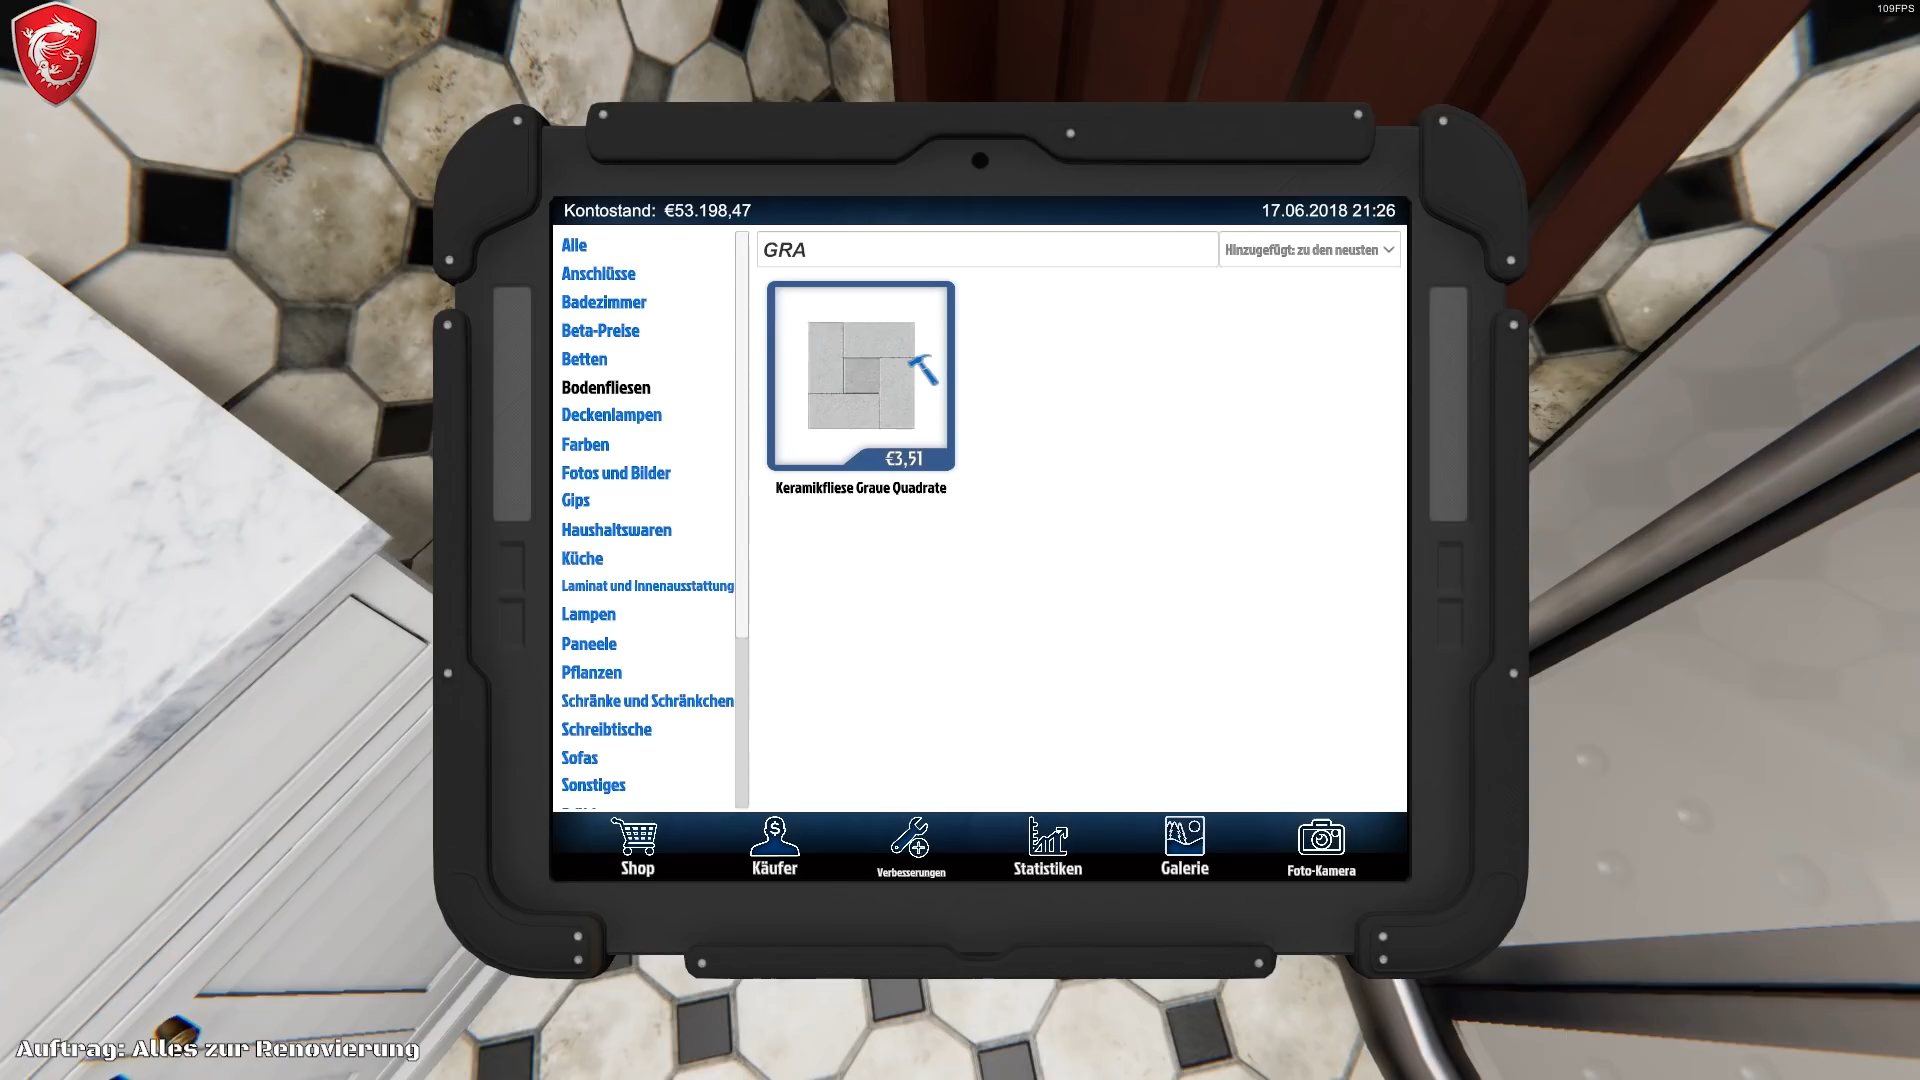 109FPS
Kontostand: €53.198,47
17.06.2018 21:26
Alle
Anschlüsse
Badezimmer
Beta-Preise
Betten
Bodenfliesen
Deckenlampen
Farben
Fotos und Bilder
Gips
Haushaltswaren
Küche
Laminat und Innenausstattung
Lampen
Paneele
Pflanzen
Schränke und Schränkchen
Schreibtische
Sofas
Sonstiges
GRA
Hinzugefügt: zu den neusten
€3,51
Keramikfliese Graue Quadrate
Shop
Käufer
Verbesserungen
Statistiken
Galerie
Foto-Kamera
Auftrag: Alles zur Renovierung